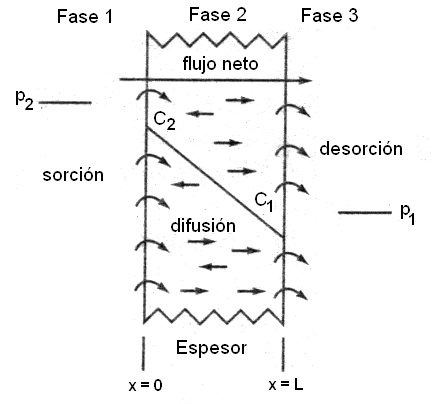 Fase 1 Fase 2 Fase 3
flujo neto
p2
C2
desorción
sorción
C1
p1
difusión
Espesor
x = 0 x = L